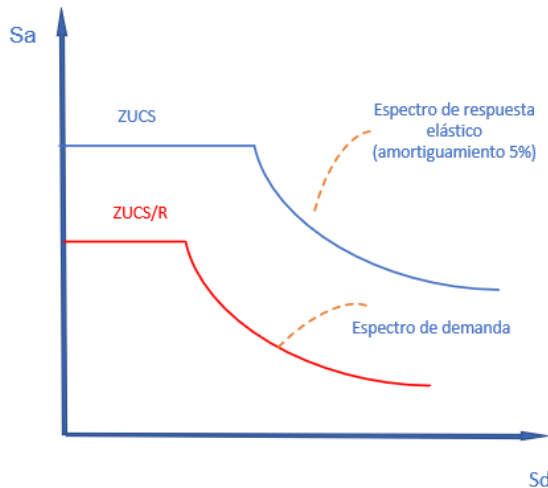 Sa
ZUCS
Espectro de respuesta
elástico
(amortiguamiento 5%)
ZUCS/R
Espectro de demanda
Sd